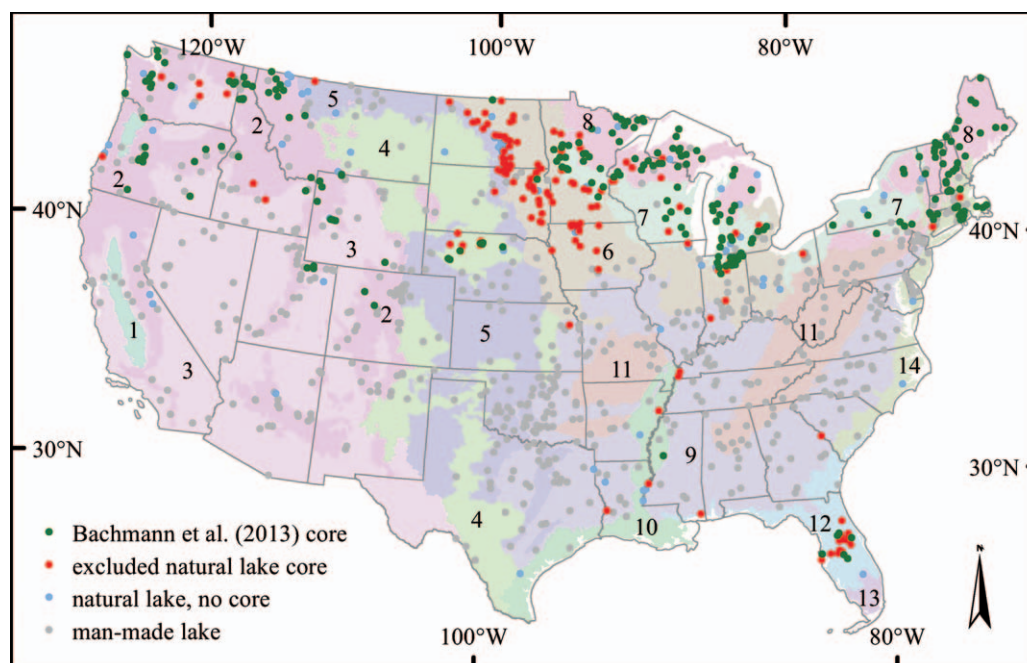 120°W 100°W 80°W
5 8
2 8
4
2 40°N 7 7 40°N
3 6
2
1 5 11 11
3 14
9
30°N 30°N
12
4 10
Bachmann et al. (2013) core
excluded natural lake core
natural lake, no core N
man-made lake 13
100°W 80°W